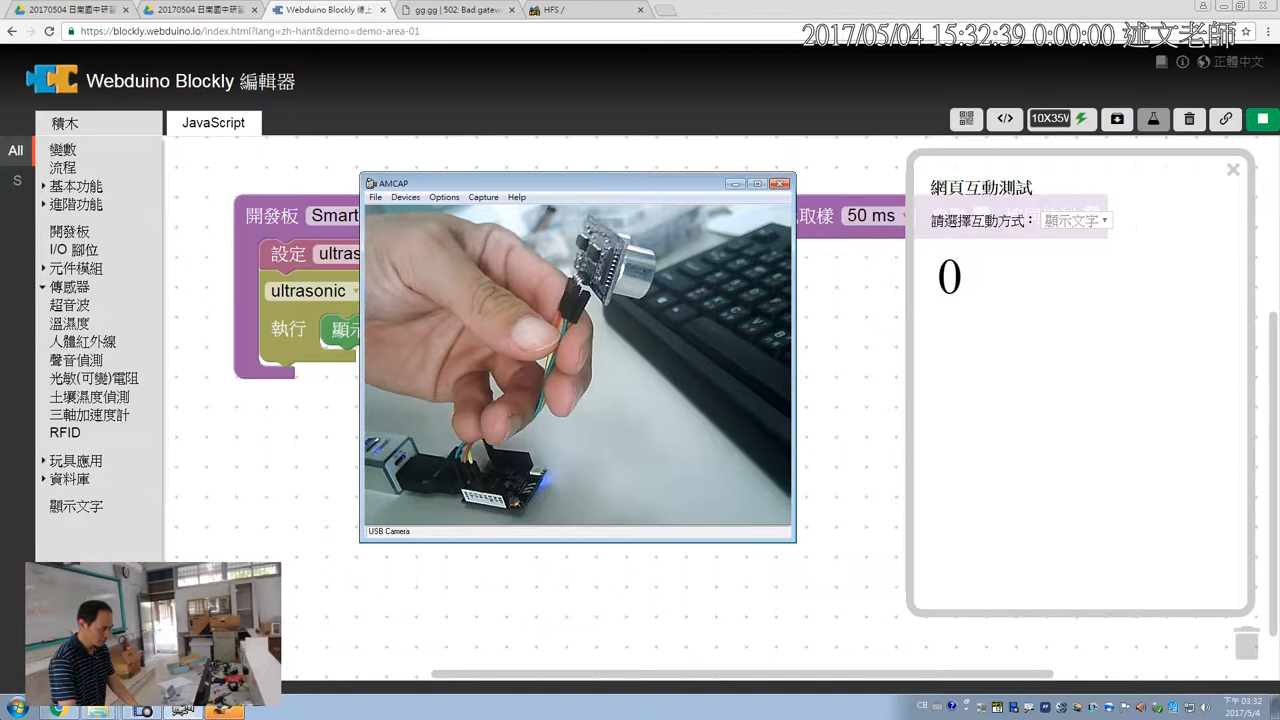 20170504 日南國中研
20170504 日南國中研
Webduino Blockly 線上
gg.gg | 502: Bad gatew
HFS /
https://blockly.webduino.io/index.html?lang=zh-hant&demo=demo-area-01
2017/05/04 15:32:39 0:00:00 述文老師
Webduino Blockly 編輯器
正體中文
積木
JavaScript
10X35V
All
S
變數
流程
基本功能
進階功能
開發板
I/O 腳位
元件模組
傳感器
超音波
溫濕度
人體紅外線
聲音偵測
光敏(可變)電阻
土壤濕度偵測
三軸加速度計
RFID
玩具應用
資料庫
顯示文字
開發板 Smart
取樣 50 ms
設定 ultras
ultrasonic
執行 顯示
AMCAP
File Devices Options Capture Help
USB Camera
網頁互動測試
請選擇互動方式： 顯示文字
0
CH
下午 03:32
2017/5/4